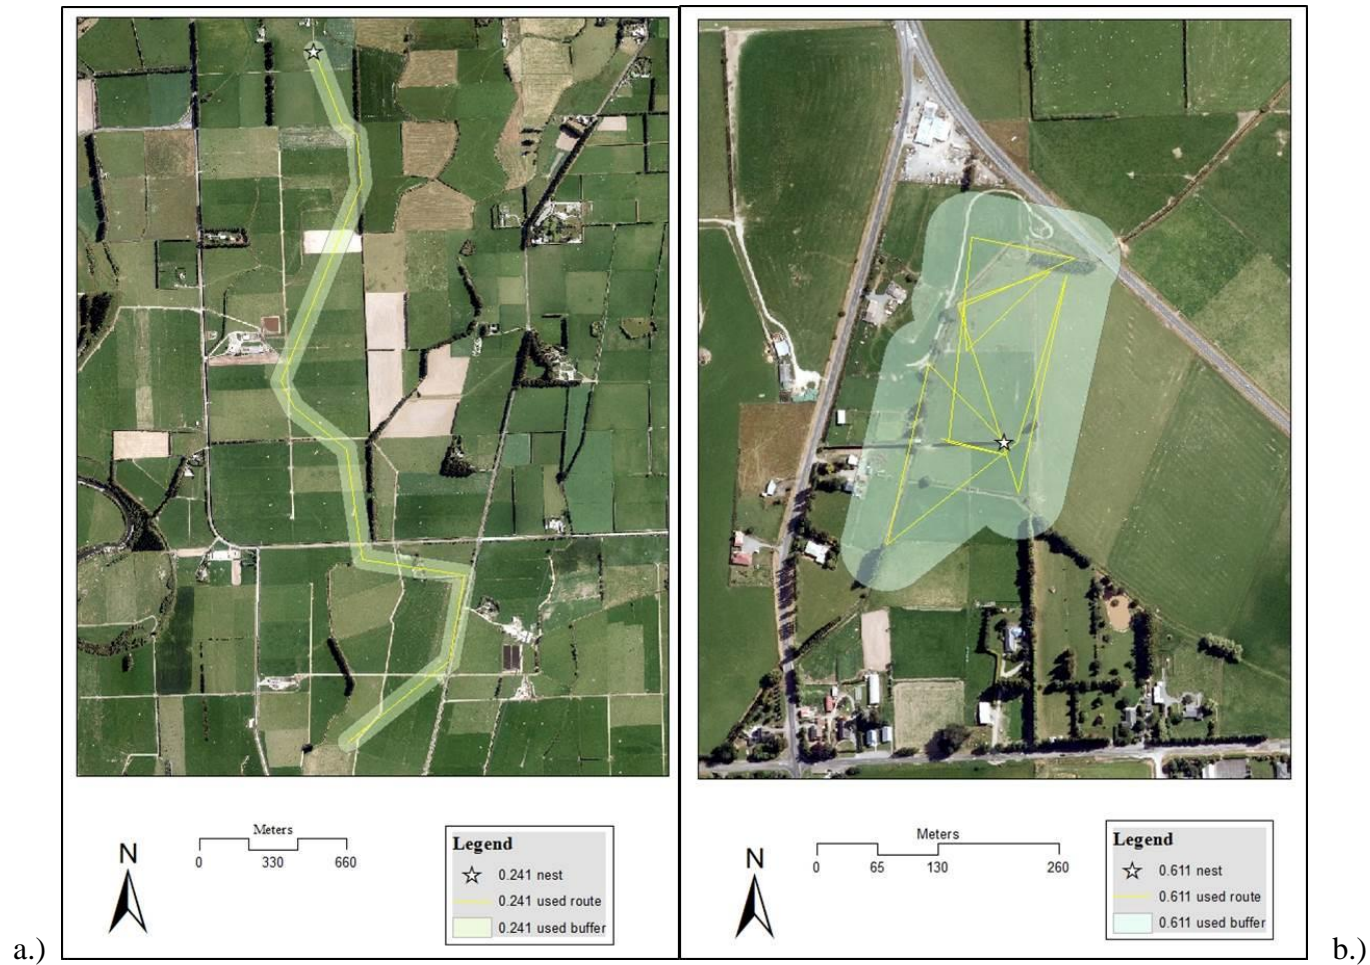 Meters
0 330 660
N
Legend
0.241 nest
0.241 used route
0.241 used buffer
a.)
Meters
0 65 130 260
N
Legend
0.611 nest
0.611 used route
0.611 used buffer
b.)